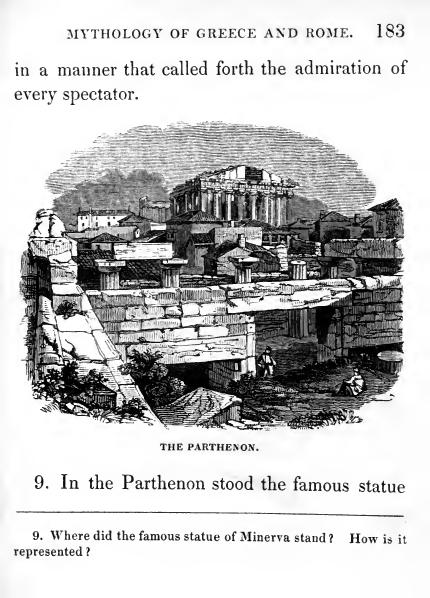 MYTHOLOGY OF GREECE AND ROME. 183
in a manner that called forth the admiration of
every spectator.
THE PARTHENON.
9. In the Parthenon stood the famous statue
9. Where did the famous statue of Minerva stand? How is it
represented?